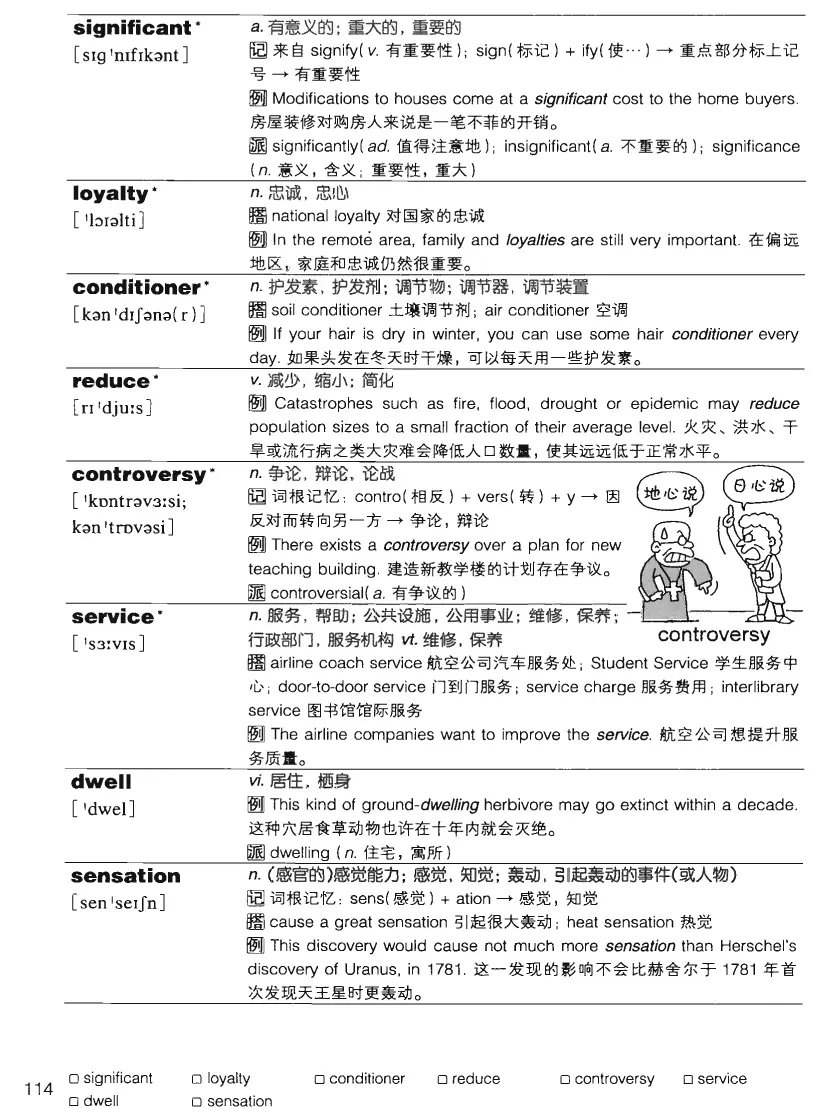 significant*
[sɪɡˈnɪfɪkənt]
a. 有意义的；重大的，重要的
[记] 来自 signify(v. 有重要性)；sign(标记) + ify(使…) → 重点部分标上记
号 → 有重要性
[例] Modifications to houses come at a significant cost to the home buyers.
房屋装修对购房人来说是一笔不菲的开销。
[派] significantly(ad. 值得注意地)；insignificant(a. 不重要的)；significance
(n. 意义，含义；重要性，重大)
loyalty*
[ˈlɔɪəlti]
n. 忠诚，忠心
[搭] national loyalty 对国家的忠诚
[例] In the remote area, family and loyalties are still very important. 在偏远
地区，家庭和忠诚仍然很重要。
conditioner*
[kənˈdɪʃənə(r)]
n. 护发素，护发剂；调节物；调节器，调节装置
[搭] soil conditioner 土壤调节剂；air conditioner 空调
[例] If your hair is dry in winter, you can use some hair conditioner every
day. 如果头发在冬天时干燥，可以每天用一些护发素。
reduce*
[rɪˈdjuːs]
v. 减少，缩小；简化
[例] Catastrophes such as fire, flood, drought or epidemic may reduce
population sizes to a small fraction of their average level. 火灾、洪水、干
旱或流行病之类大灾难会降低人口数量，使其远远低于正常水平。
controversy*
[ˈkɒntrəvɜːsi;
kənˈtrɒvəsi]
n. 争论，辩论，论战
[记] 词根记忆：contro(相反) + vers(转) + y → 因
反对而转向另一方 → 争论，辩论
[例] There exists a controversy over a plan for new
teaching building. 建造新教学楼的计划存在争议。
[派] controversial(a. 有争议的)
地心说
日心说
controversy
service*
[ˈsɜːvɪs]
n. 服务，帮助；公共设施，公用事业；维修，保养；
行政部门，服务机构 vt. 维修，保养
[搭] airline coach service 航空公司汽车服务处；Student Service 学生服务中
心；door-to-door service 门到门服务；service charge 服务费用；interlibrary
service 图书馆馆际服务
[例] The airline companies want to improve the service. 航空公司想提升服
务质量。
dwell
[ˈdwel]
vi. 居住，栖身
[例] This kind of ground-dwelling herbivore may go extinct within a decade.
这种穴居食草动物也许在十年内就会灭绝。
[派] dwelling (n. 住宅，寓所)
sensation
[senˈseɪʃn]
n. (感官的)感觉能力；感觉，知觉；轰动，引起轰动的事件(或人物)
[记] 词根记忆：sens(感觉) + ation → 感觉，知觉
[搭] cause a great sensation 引起很大轰动；heat sensation 热觉
[例] This discovery would cause not much more sensation than Herschel's
discovery of Uranus, in 1781. 这一发现的影响不会比赫舍尔于 1781 年首
次发现天王星时更轰动。
114
□ significant □ loyalty □ conditioner □ reduce □ controversy □ service
□ dwell □ sensation